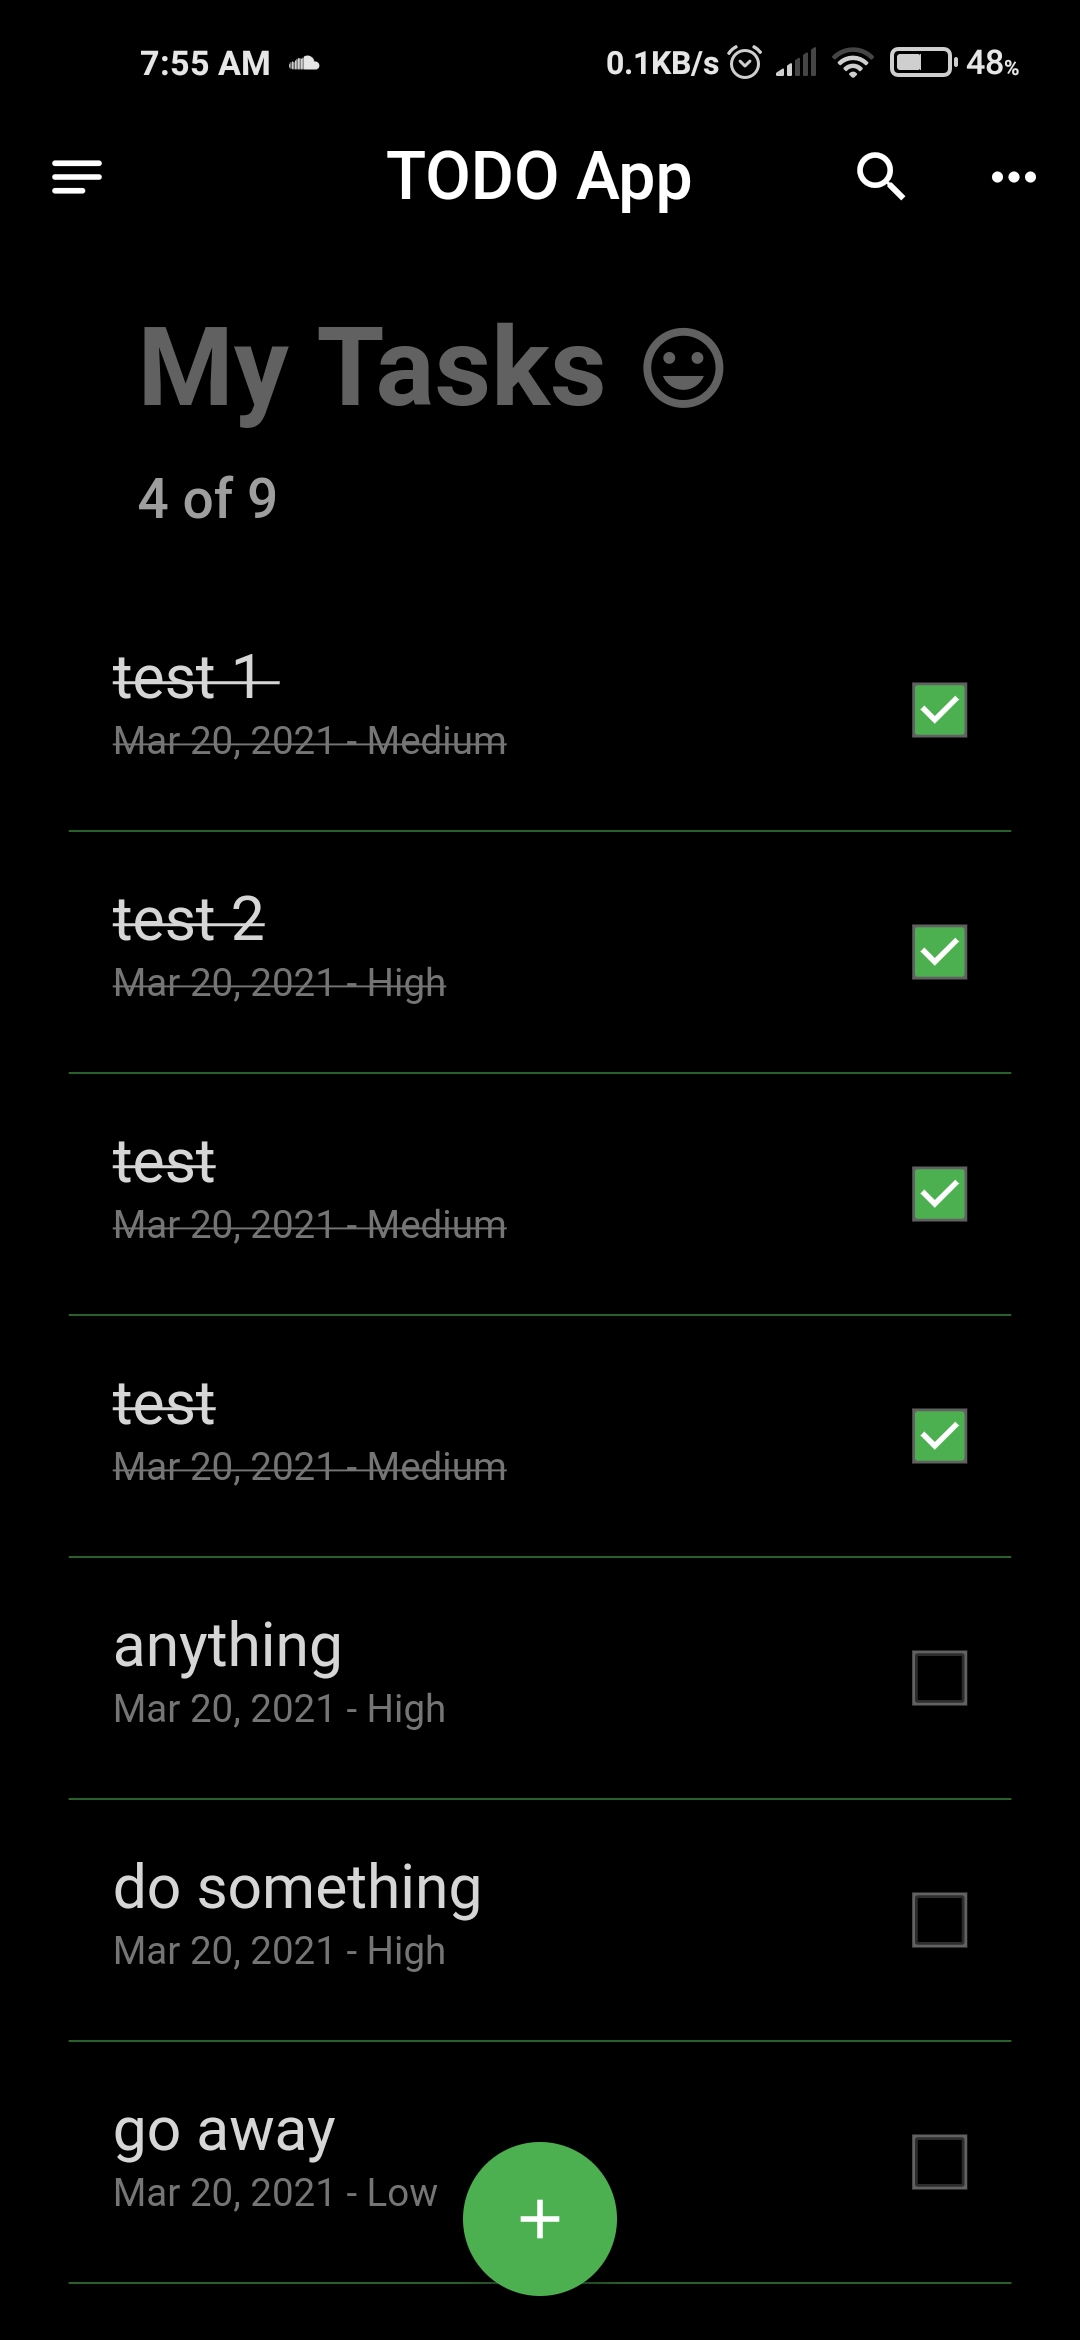 7:55 AM 0.1KB/s 48%
TODO App
My Tasks
4 of 9
test 1
Mar 20, 2021 - Medium
test 2
Mar 20, 2021 - High
test
Mar 20, 2021 - Medium
test
Mar 20, 2021 - Medium
anything
Mar 20, 2021 - High
do something
Mar 20, 2021 - High
go away
Mar 20, 2021 - Low